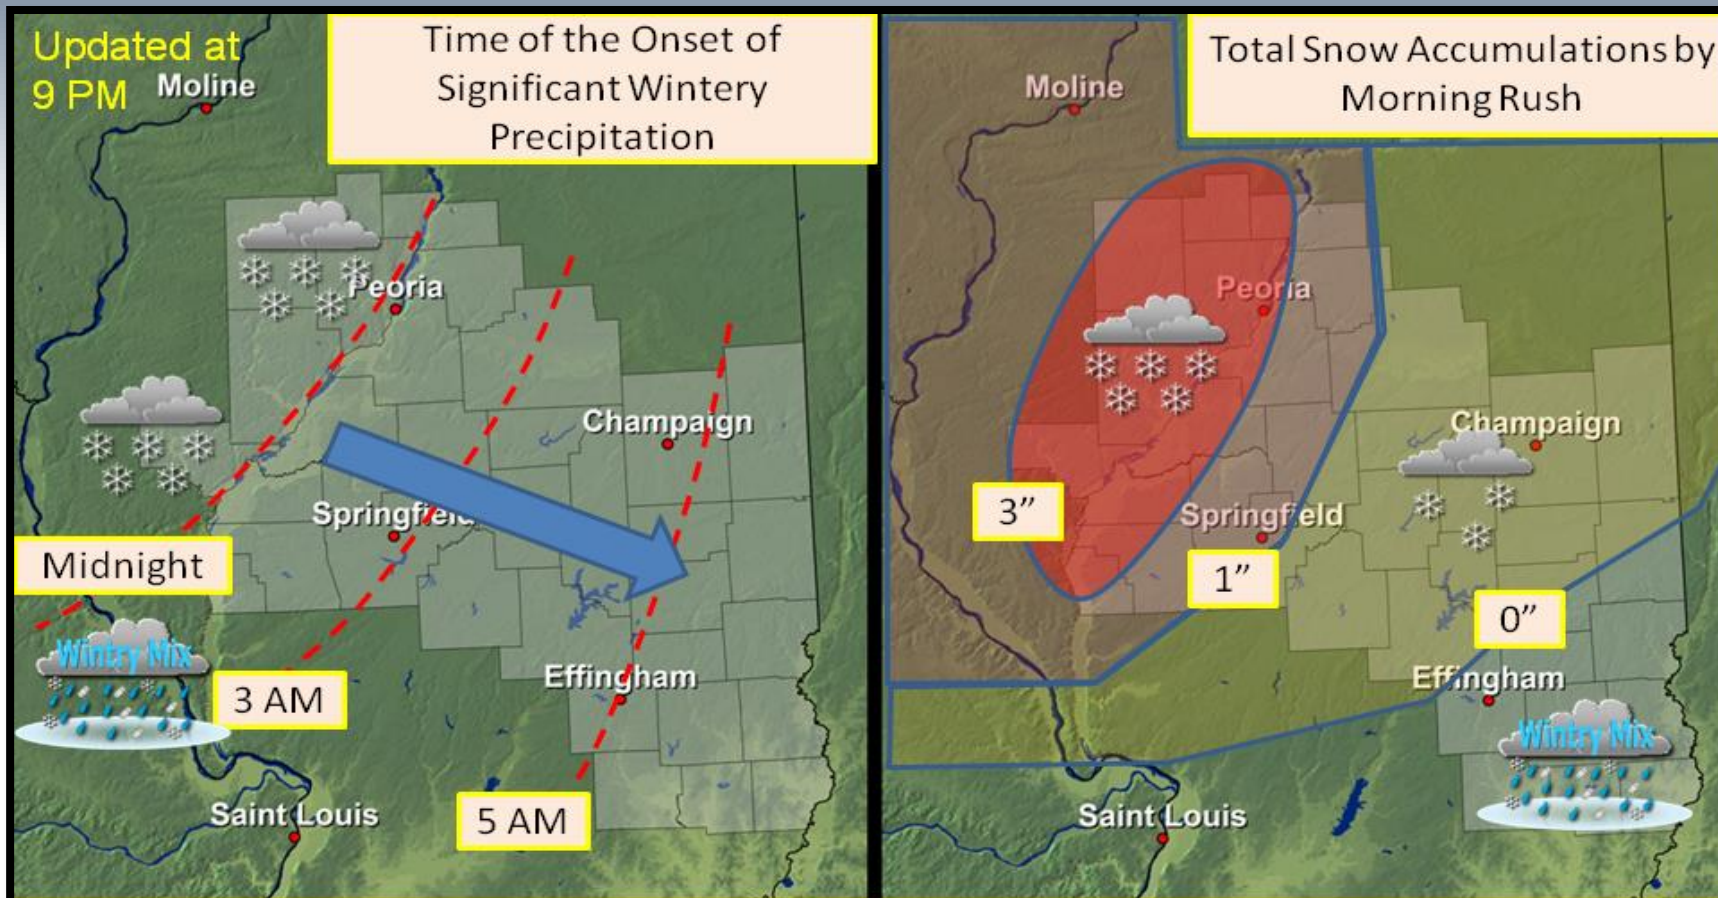 Updated at
9 PM
Moline
Time of the Onset of
Significant Wintery
Precipitation
Peoria
Champaign
Springfield
Midnight
Wintry Mix
3 AM
Effingham
5 AM
Saint Louis
Total Snow Accumulations by
Morning Rush
Moline
Peoria
Champaign
3”
Springfield
1”
0”
Effingham
Wintry Mix
Saint Louis